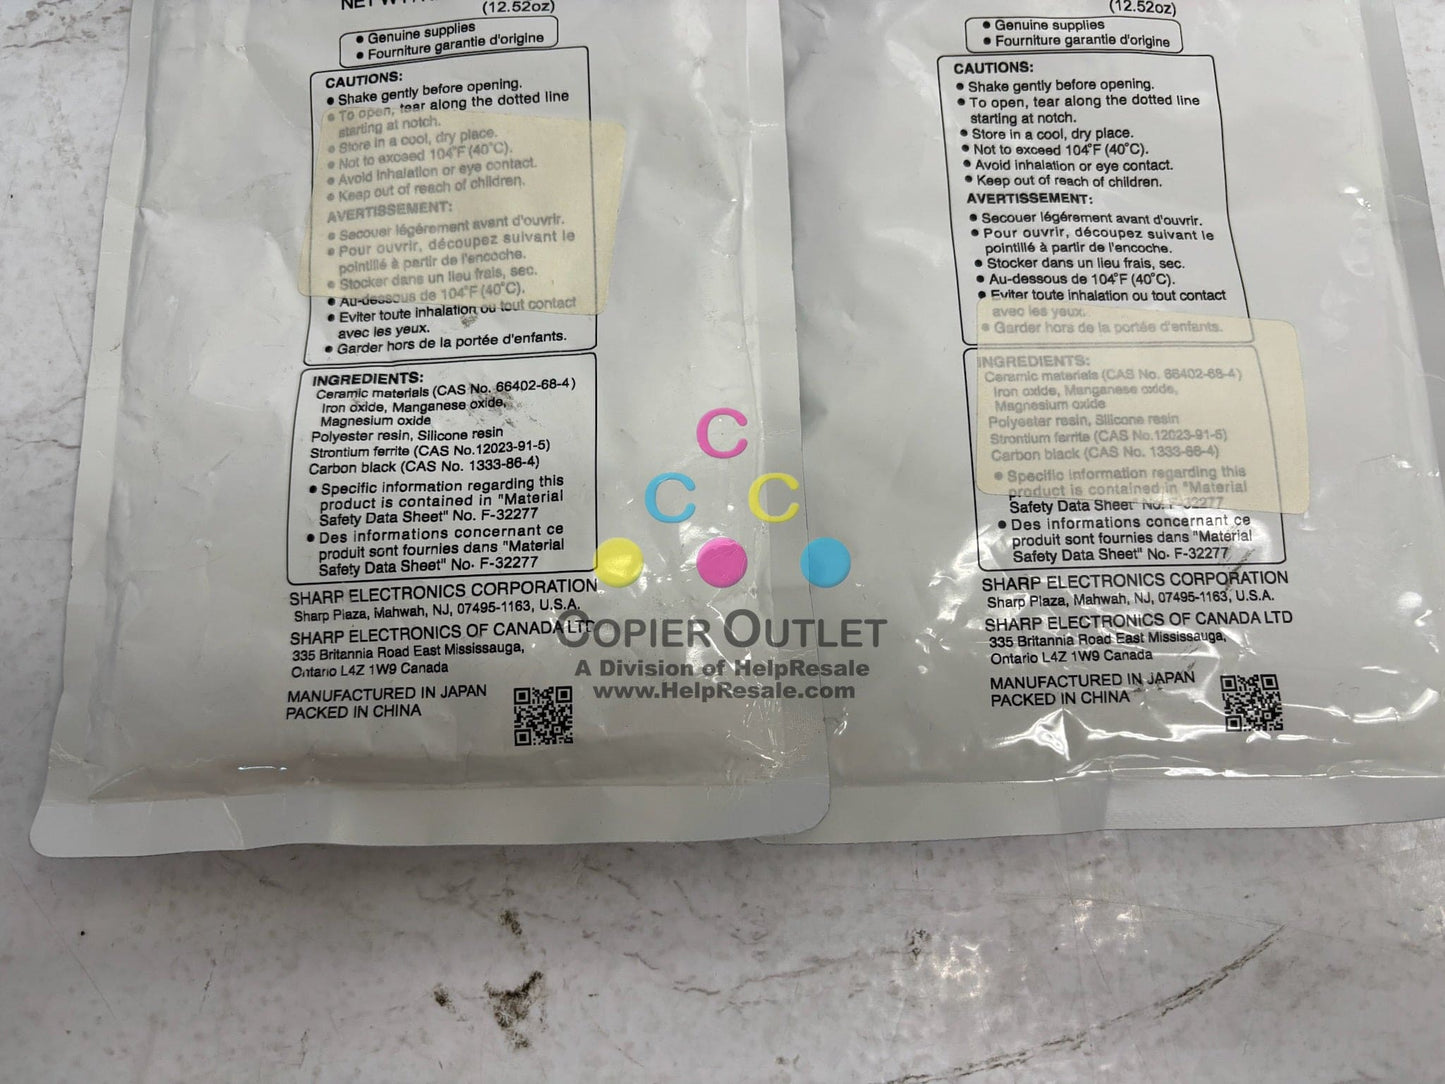 (12.52oz)
• Genuine supplies
• Fourniture garantie d'origine
CAUTIONS:
• Shake gently before opening.
• To open, tear along the dotted line
starting at notch.
• Store in a cool, dry place.
• Not to exceed 104°F (40°C).
• Avoid inhalation or eye contact.
• Keep out of reach of children.
AVERTISSEMENT:
• Secouer légérement avant d'ouvrir.
• Pour ouvrir, découpez suivant le
pointillé à partir de l'encoche.
• Stocker dans un lieu frais, sec.
• Au-dessous de 104°F (40°C).
• Eviter toute inhalation ou tout contact
avec les yeux.
• Garder hors de la portée d'enfants.
INGREDIENTS:
Ceramic materials (CAS No. 66402-68-4)
Iron oxide, Manganese oxide,
Magnesium oxide
Polyester resin, Silicone resin
Strontium ferrite (CAS No.12023-91-5)
Carbon black (CAS No. 1333-86-4)
• Specific information regarding this
product is contained in "Material
Safety Data Sheet" No. F-32277
• Des informations concernant ce
produit sont fournies dans "Material
Safety Data Sheet" No. F-32277
SHARP ELECTRONICS CORPORATION
Sharp Plaza, Mahwah, NJ, 07495-1163, U.S.A.
SHARP ELECTRONICS OF CANADA LTD
335 Britannia Road East Mississauga,
Ontario L4Z 1W9 Canada
MANUFACTURED IN JAPAN
PACKED IN CHINA
(12.52oz)
• Genuine supplies
• Fourniture garantie d'origine
CAUTIONS:
• Shake gently before opening.
• To open, tear along the dotted line
starting at notch.
• Store in a cool, dry place.
• Not to exceed 104°F (40°C).
• Avoid inhalation or eye contact.
• Keep out of reach of children.
AVERTISSEMENT:
• Secouer légérement avant d'ouvrir.
• Pour ouvrir, découpez suivant le
pointillé à partir de l'encoche.
• Stocker dans un lieu frais, sec.
• Au-dessous de 104°F (40°C).
• Eviter toute inhalation ou tout contact
avec les yeux.
• Garder hors de la portée d'enfants.
INGREDIENTS:
Ceramic materials (CAS No. 66402-68-4)
Iron oxide, Manganese oxide,
Magnesium oxide
Polyester resin, Silicone resin
Strontium ferrite (CAS No.12023-91-5)
Carbon black (CAS No. 1333-86-4)
• Specific information regarding this
product is contained in "Material
Safety Data Sheet" No. F-32277
• Des informations concernant ce
produit sont fournies dans "Material
Safety Data Sheet" No. F-32277
SHARP ELECTRONICS CORPORATION
Sharp Plaza, Mahwah, NJ, 07495-1163, U.S.A.
SHARP ELECTRONICS OF CANADA LTD
335 Britannia Road East Mississauga,
Ontario L4Z 1W9 Canada
MANUFACTURED IN JAPAN
PACKED IN CHINA
C
C C
COPIER OUTLET
A Division of HelpResale
www.HelpResale.com